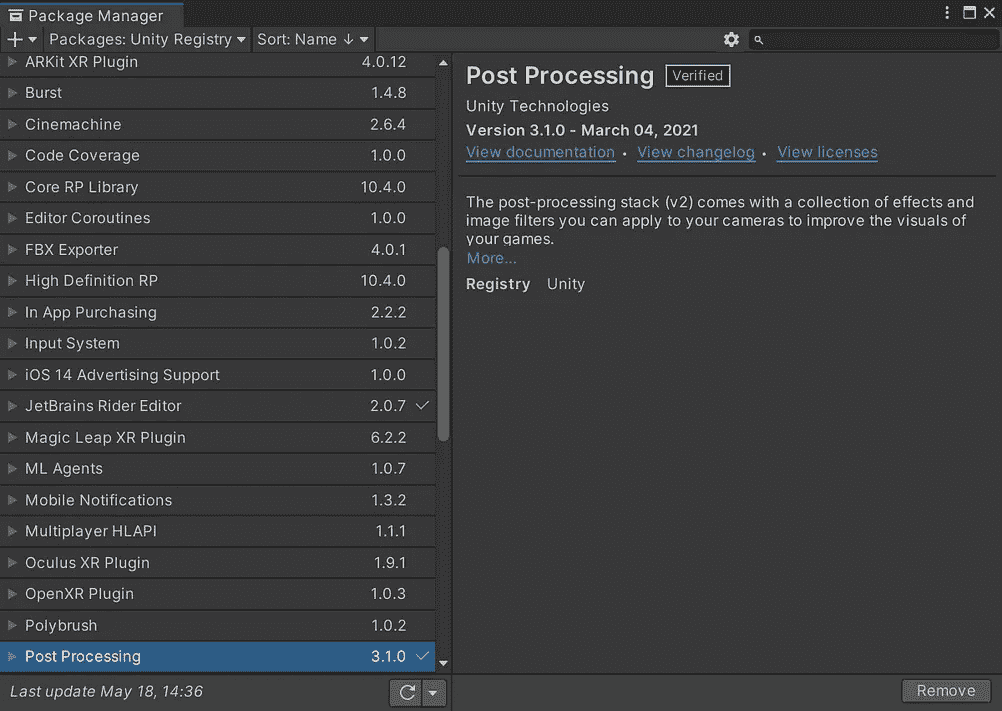 Package Manager
Packages: Unity Registry Sort: Name ↓
ARKit XR Plugin 4.0.12
Burst 1.4.8
Cinemachine 2.6.4
Code Coverage 1.0.0
Core RP Library 10.4.0
Editor Coroutines 1.0.0
FBX Exporter 4.0.1
High Definition RP 10.4.0
In App Purchasing 2.2.2
Input System 1.0.2
iOS 14 Advertising Support 1.0.0
JetBrains Rider Editor 2.0.7
Magic Leap XR Plugin 6.2.2
ML Agents 1.0.7
Mobile Notifications 1.3.2
Multiplayer HLAPI 1.1.1
Oculus XR Plugin 1.9.1
OpenXR Plugin 1.0.3
Polybrush 1.0.2
Post Processing 3.1.0
Last update May 18, 14:36
Post Processing Verified
Unity Technologies
Version 3.1.0 - March 04, 2021
View documentation • View changelog • View licenses
The post-processing stack (v2) comes with a collection of effects and
image filters you can apply to your cameras to improve the visuals of
your games.
More...
Registry Unity
Remove